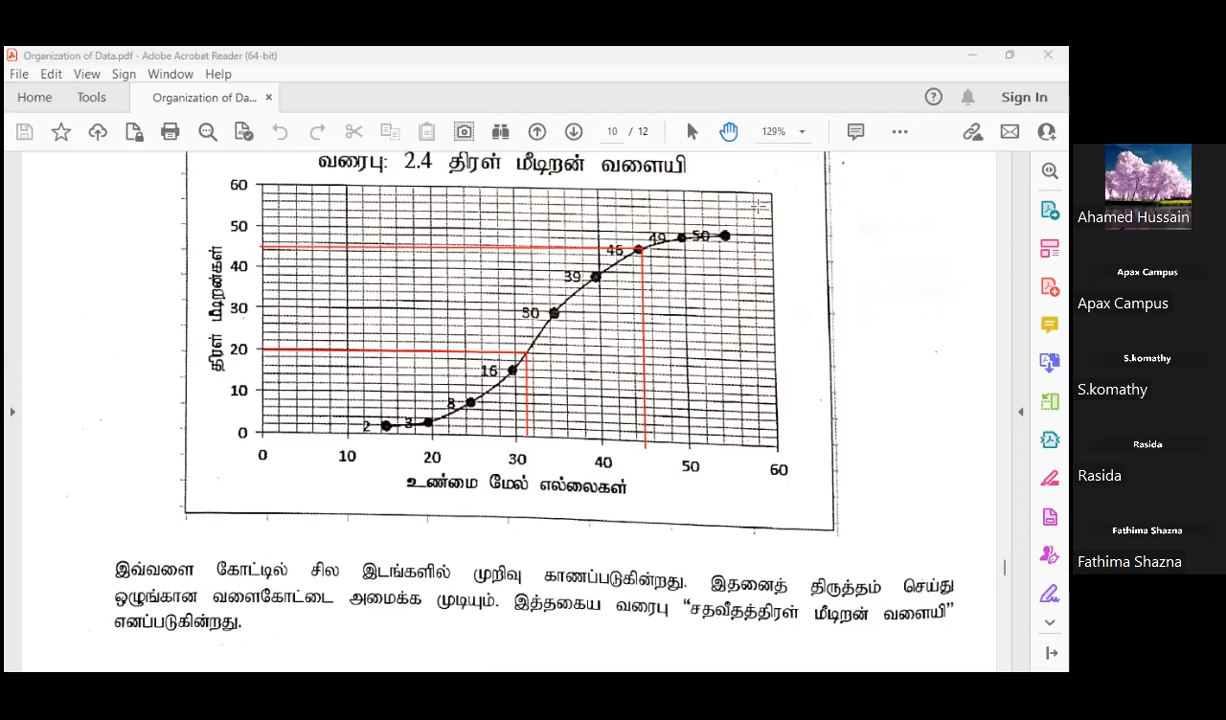 Organization of Data.pdf - Adobe Acrobat Reader (64-bit)
File Edit View Sign Window Help
Home Tools Organization of Da... × Sign In
10 / 12 129%
வரைபு: 2.4 திரள் மீடிறன் வளையி
60
50
40
30
20
10
0
திரள் மீடிறன்கள்
2 3 8 16 30 39 45 49 50
0 10 20 30 40 50 60
உண்மை மேல் எல்லைகள்
இவ்வளை கோட்டில் சில இடங்களில் முறிவு காணப்படுகின்றது. இதனைத் திருத்தம் செய்து
ஒழுங்கான வளைகோட்டை அமைக்க முடியும். இத்தகைய வரைபு “சதவீதத்திரள் மீடிறன் வளையி”
எனப்படுகின்றது.
Ahamed Hussain
Apax Campus
Apax Campus
S.komathy
S.komathy
Rasida
Rasida
Fathima Shazna
Fathima Shazna